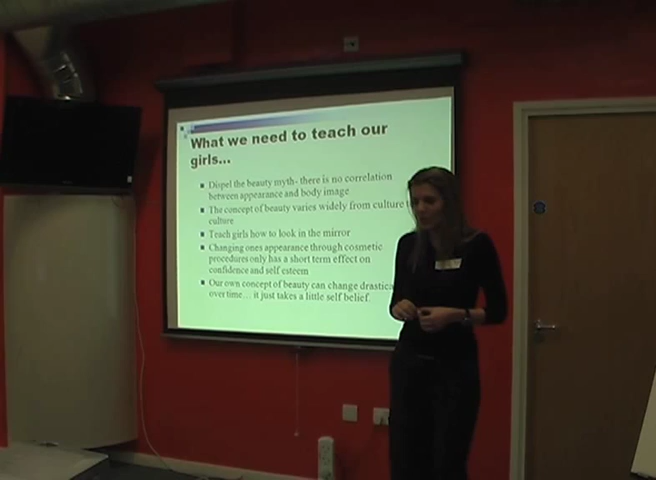 What we need to teach our
girls...
Dispel the beauty myth- there is no correlation
between appearance and body image
The concept of beauty varies widely from culture
culture
Teach girls how to look in the mirror
Changing ones appearance through cosmetic
procedures only has a short term effect on
confidence and self esteem
Our own concept of beauty can change
over time... it just takes a little self belief.